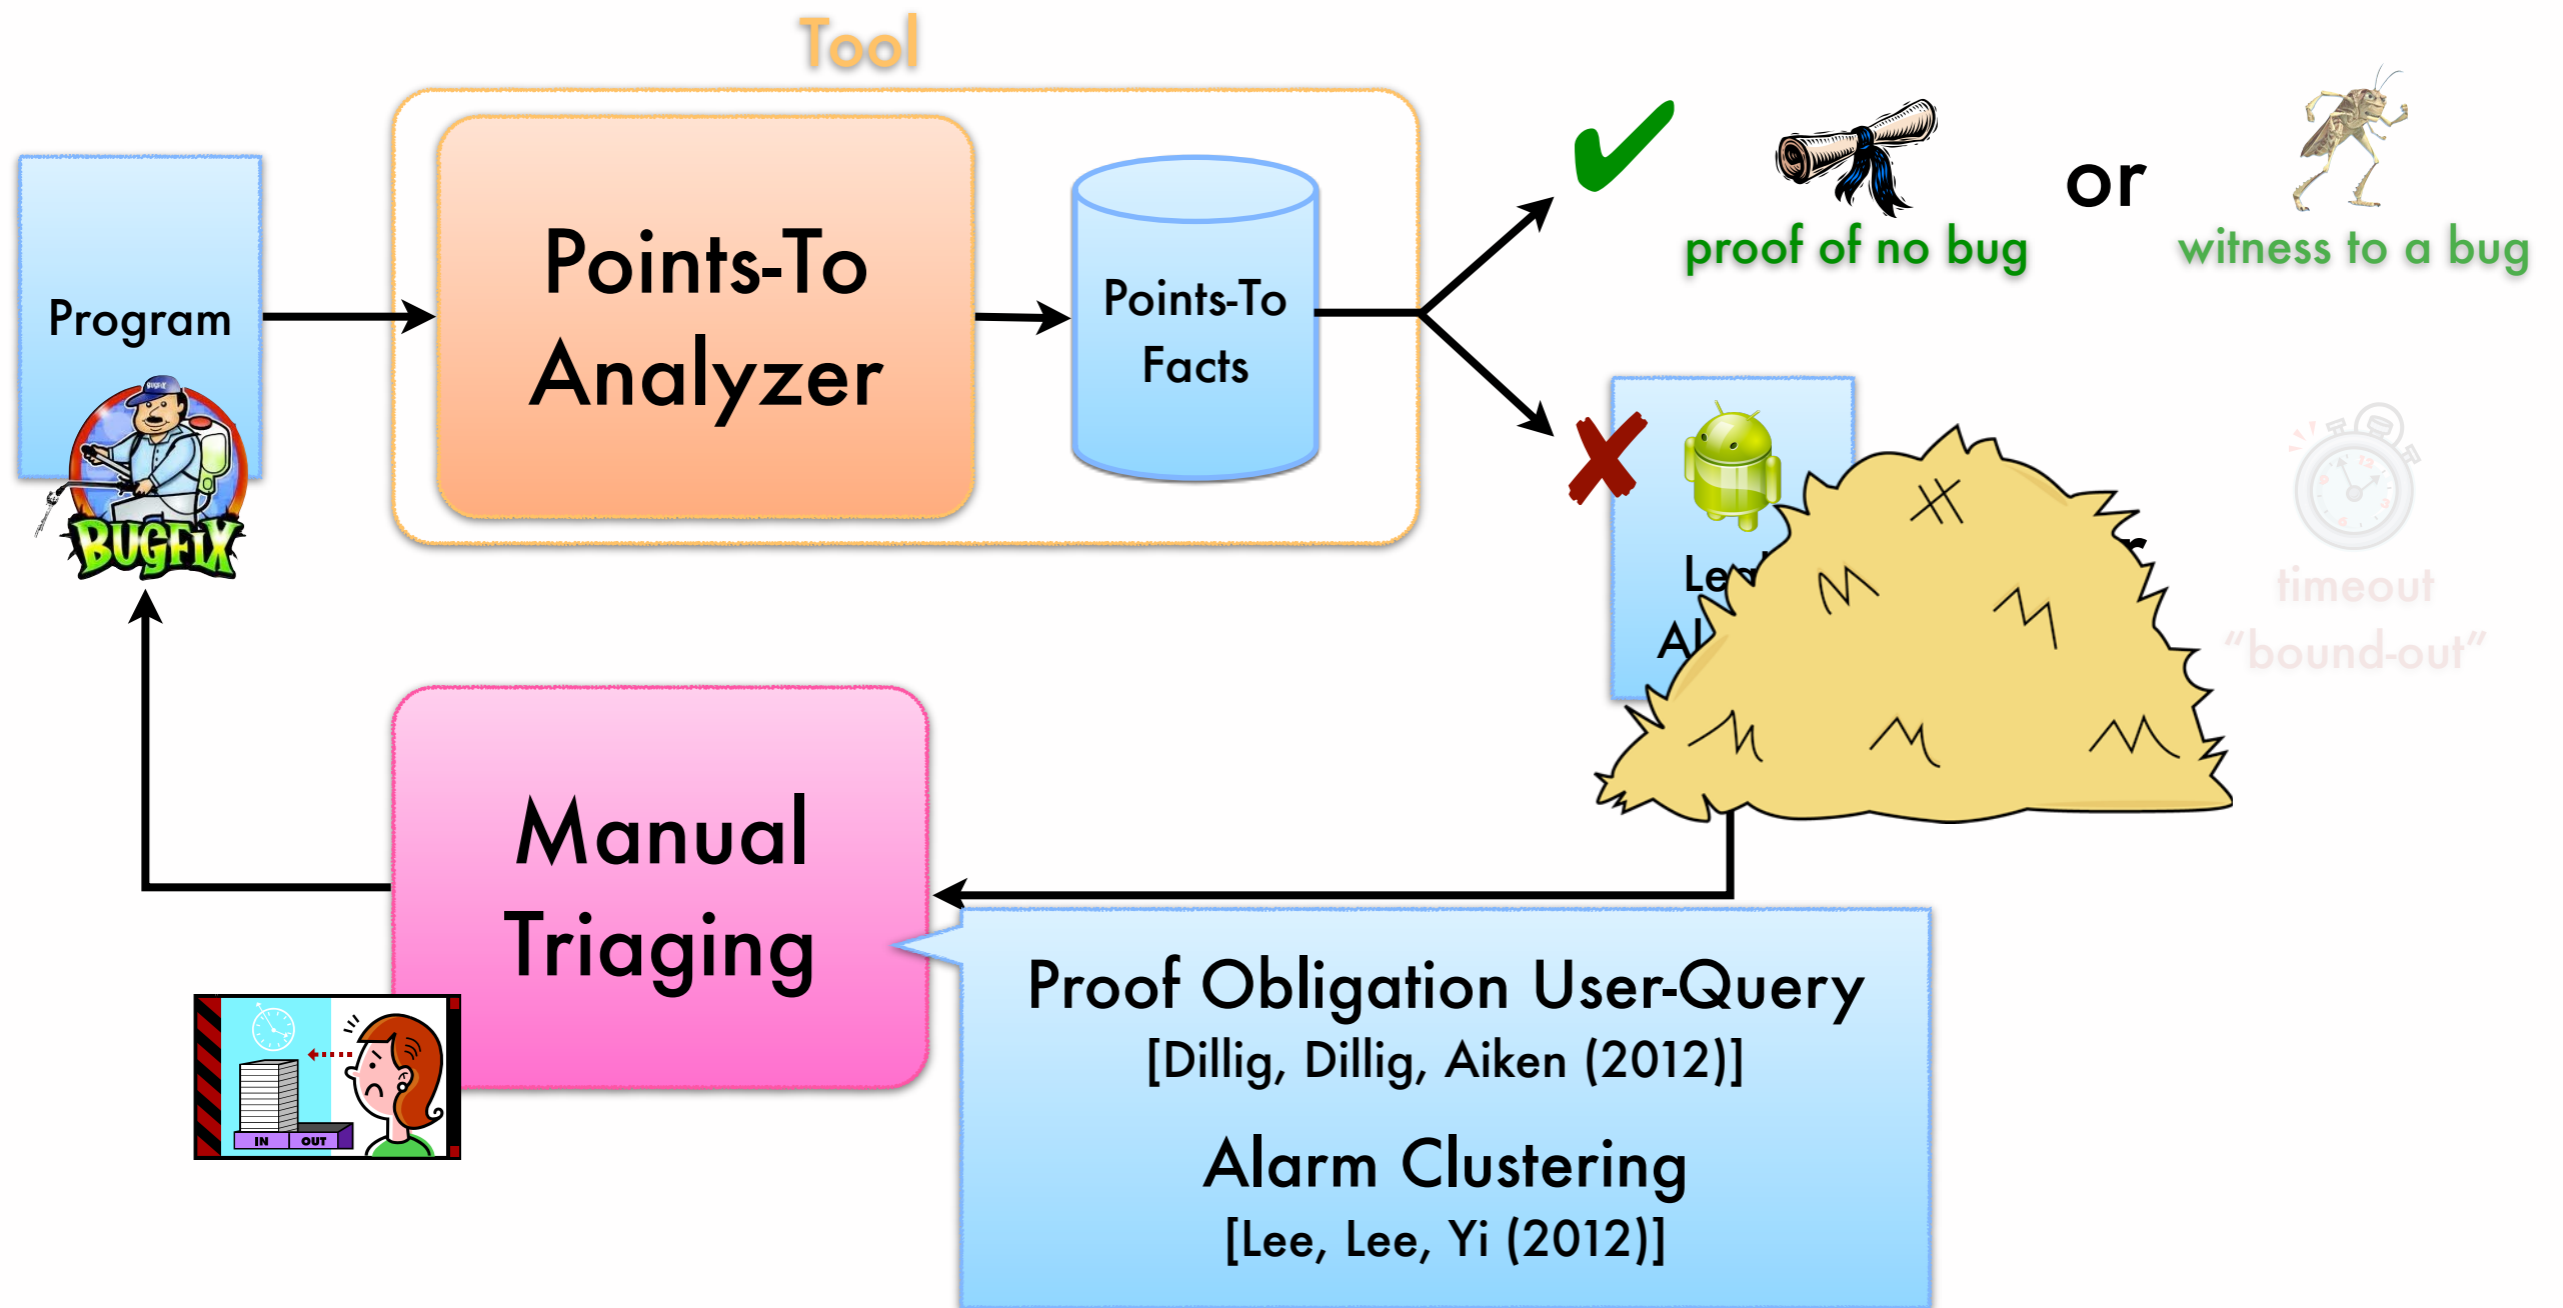 Tool
Program
BUGFIX
Points-To
Analyzer
Points-To
Facts
proof of no bug
or
witness to a bug
timeout
“bound-out”
Manual
Triaging
IN OUT
Proof Obligation User-Query
[Dillig, Dillig, Aiken (2012)]
Alarm Clustering
[Lee, Lee, Yi (2012)]